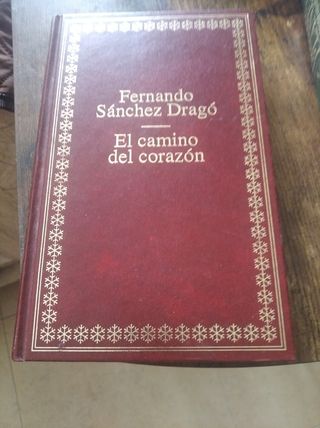 Fernando
Sánchez Dragó
El camino
del corazón